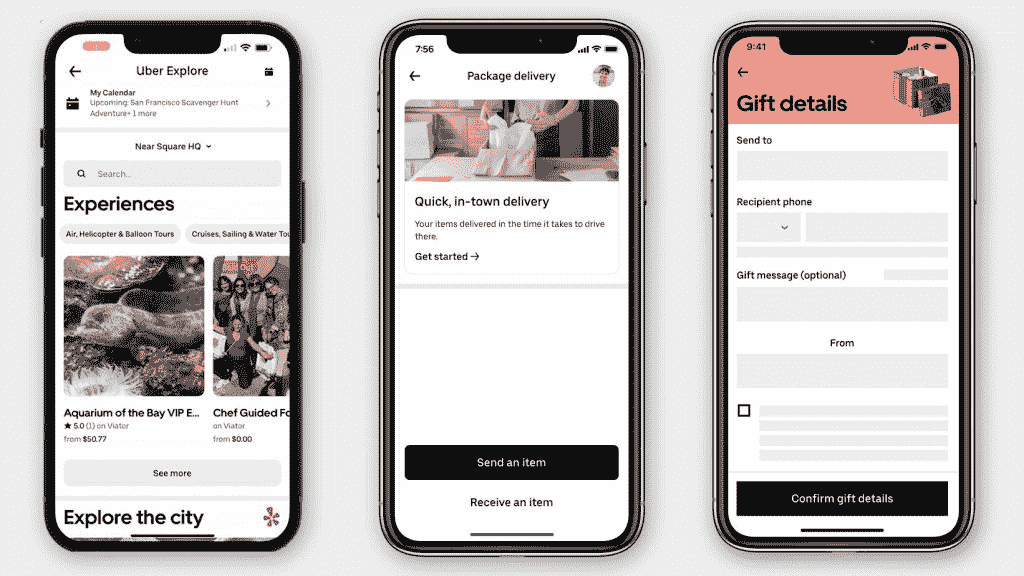 Uber Explore
My Calendar
Upcoming: San Francisco Scavenger Hunt
Adventure+ 1 more
Near Square HQ
Search...
Experiences
Air, Helicopter & Balloon Tours
Cruises, Sailing & Water Tou
Aquarium of the Bay VIP E...
5.0 (1) on Viator
from $50.77
Chef Guided Fo
on Viator
from $0.00
See more
Explore the city
7:56
Package delivery
Quick, in-town delivery
Your items delivered in the time it takes to drive
there.
Get started →
Send an item
Receive an item
9:41
Gift details
Send to
Recipient phone
Gift message (optional)
From
Confirm gift details